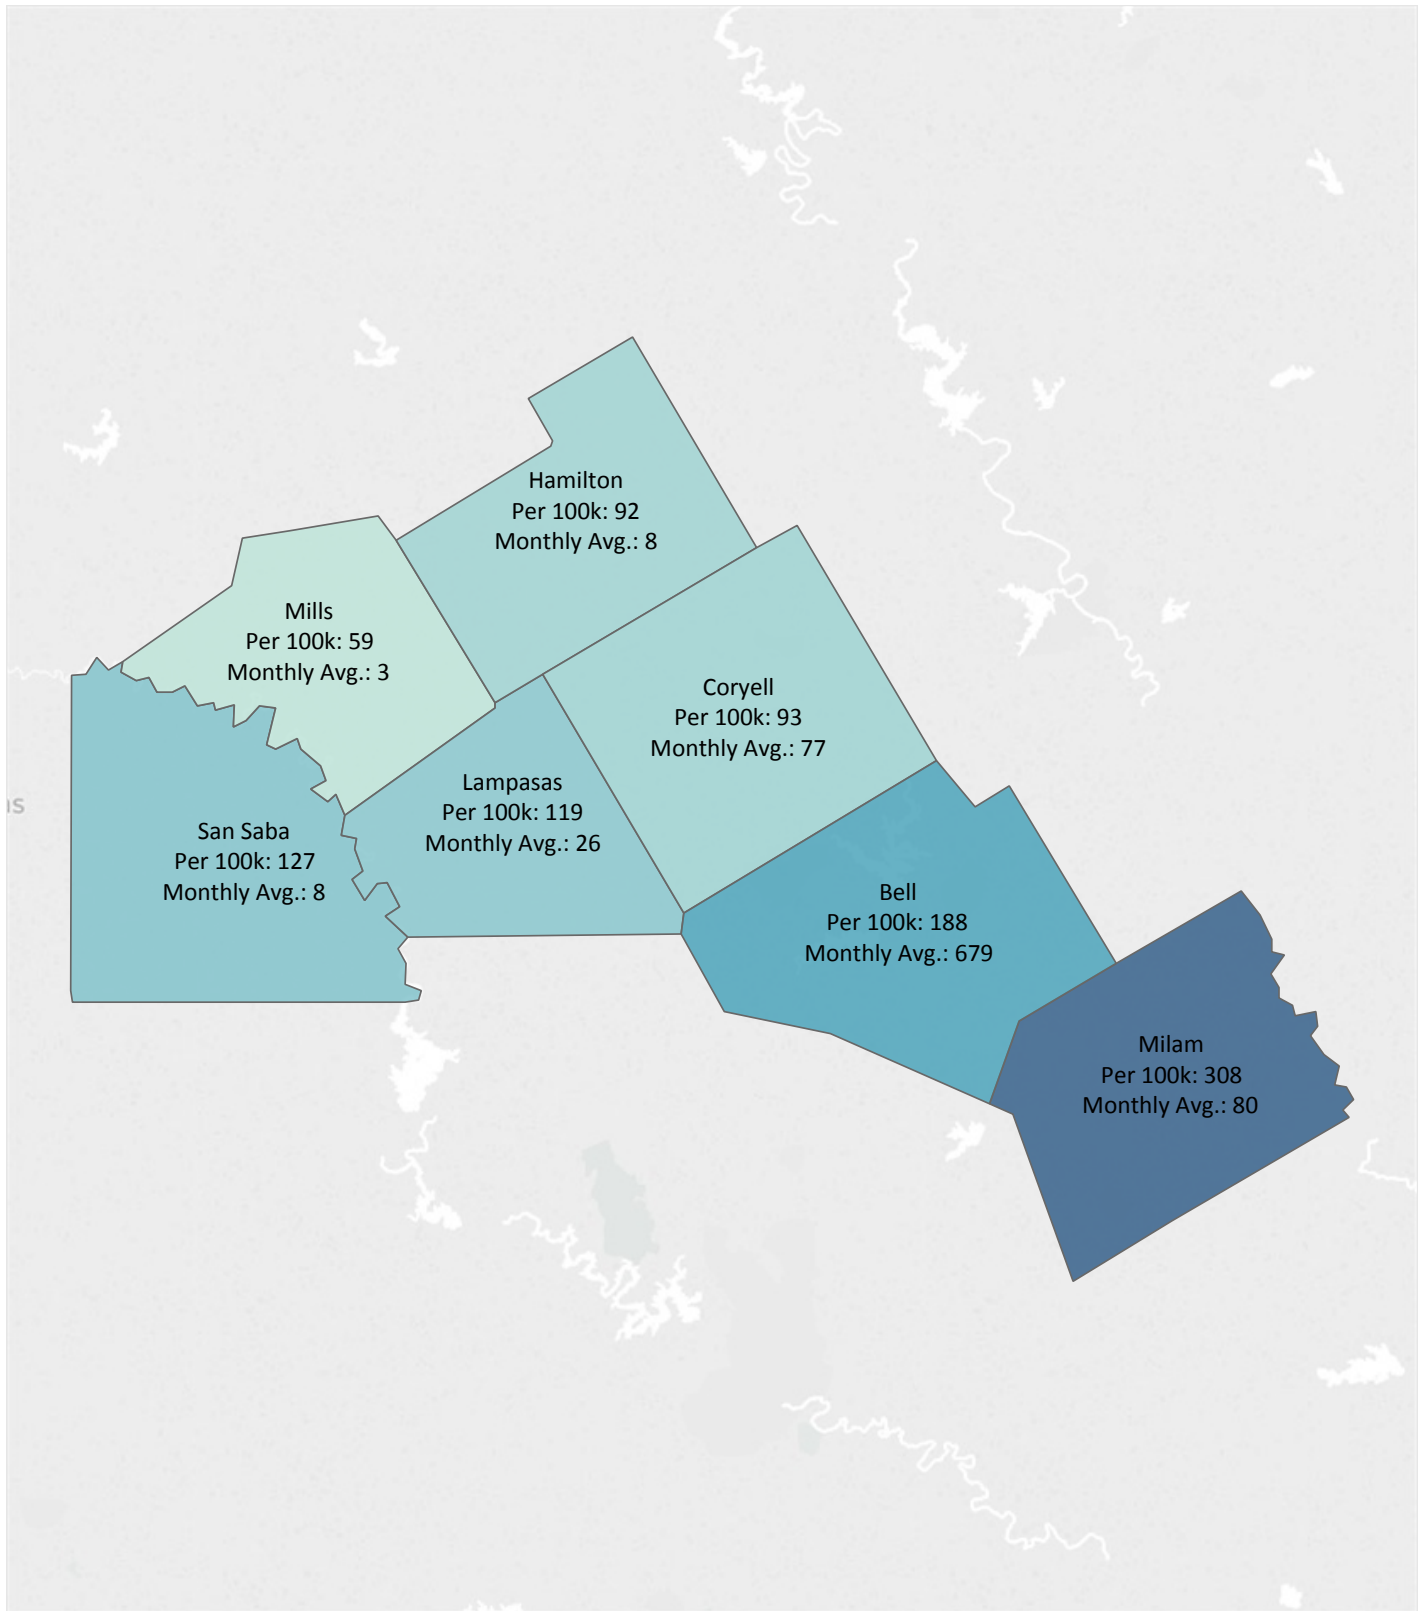 Hamilton
Per 100k: 92
Monthly Avg.: 8
Mills
Per 100k: 59
Monthly Avg.: 3
Coryell
Per 100k: 93
Monthly Avg.: 77
Lampasas
Per 100k: 119
Monthly Avg.: 26
San Saba
Per 100k: 127
Monthly Avg.: 8
Bell
Per 100k: 188
Monthly Avg.: 679
Milam
Per 100k: 308
Monthly Avg.: 80